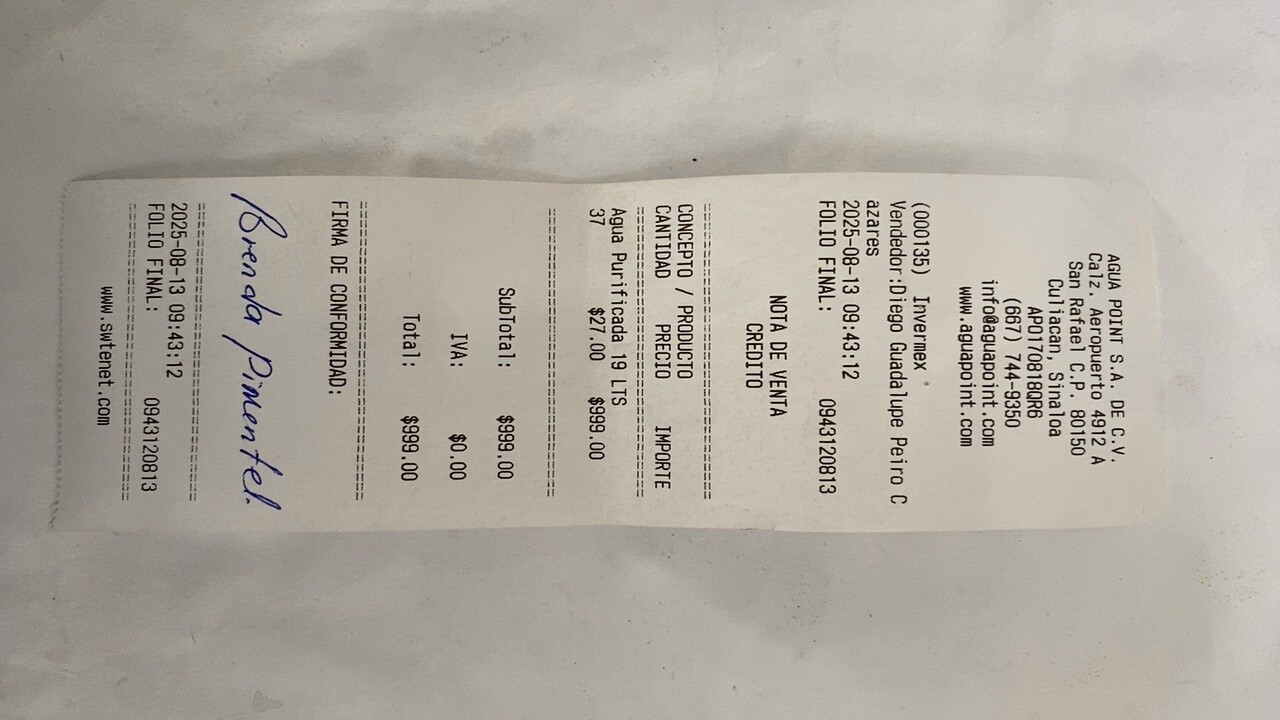 AGUA POINT S.A. DE C.V.
Calz. Aeropuerto 4912 A
San Rafael C.P. 80150
Culiacan, Sinaloa
APO170818QR6
(667) 744-9350
info@aguapoint.com
www.aguapoint.com
(000135) Invermex
Vendedor:Diego Guadalupe Peiro C
azares
2025-08-13 09:43:12
FOLIO FINAL: 0943120813
NOTA DE VENTA
CREDITO
CONCEPTO / PRODUCTO
CANTIDAD PRECIO IMPORTE
Agua Purificada 19 LTS
37 $27.00 $999.00
SubTotal: $999.00
IVA: $0.00
Total: $999.00
FIRMA DE CONFORMIDAD:
Brenda Pimentel.
2025-08-13 09:43:12
FOLIO FINAL: 0943120813
www.swtenet.com